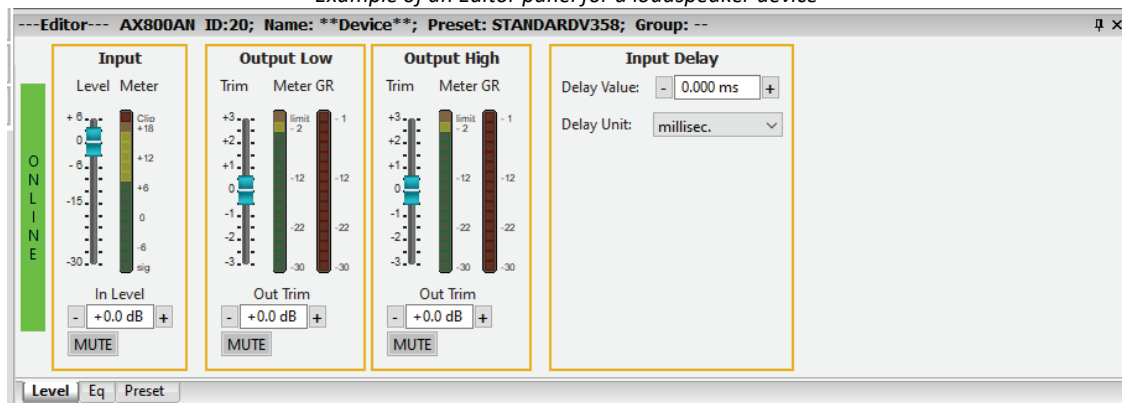 Example of an Editor panel for a loudspeaker device
---Editor--- AX800AN ID:20; Name: **Device**; Preset: STANDARDV358; Group: --
Input
Level Meter
+ 6
0
- 6
-15
-30
Clip
+18
+12
+6
0
-6
sig
In Level
- +0.0 dB +
MUTE
Output Low
Trim Meter GR
+3
+2
+1
0
-1
-2
-3
limit
- 2
-12
-22
-30
- 1
-12
-22
-30
Out Trim
- +0.0 dB +
MUTE
Output High
Trim Meter GR
+3
+2
+1
0
-1
-2
-3
limit
- 2
-12
-22
-30
- 1
-12
-22
-30
Out Trim
- +0.0 dB +
MUTE
Input Delay
Delay Value: - 0.000 ms +
Delay Unit: millisec.
ONLINE
Level Eq Preset